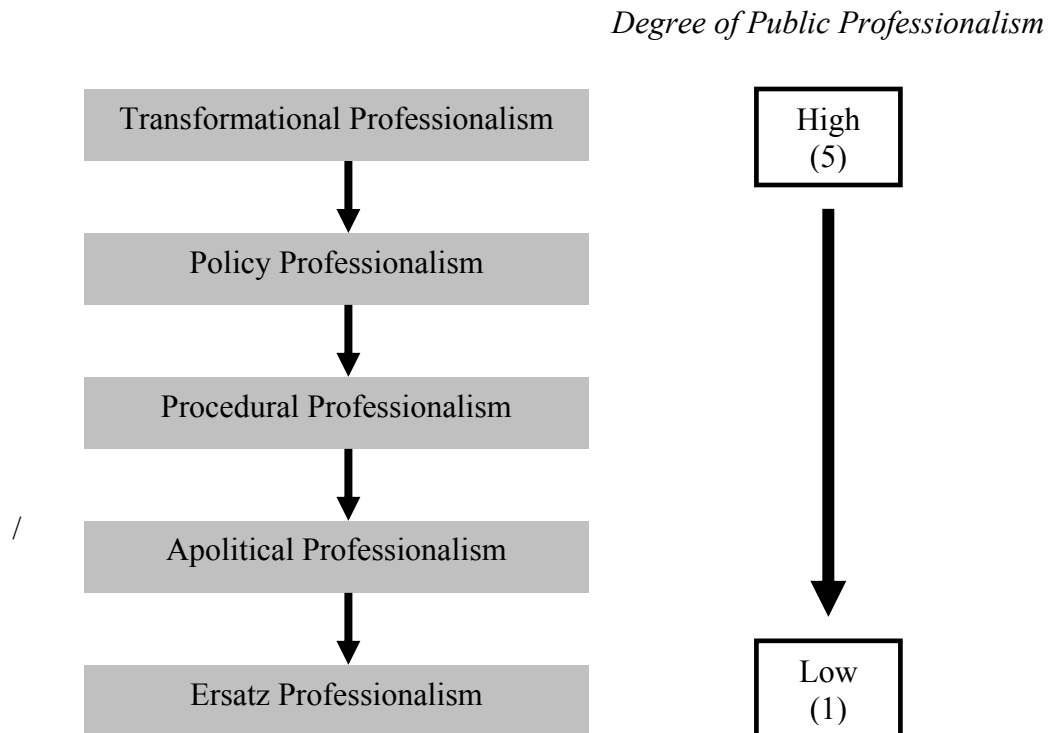 Degree of Public Professionalism
Transformational Professionalism
High
(5)
Policy Professionalism
Procedural Professionalism
/
Apolitical Professionalism
Ersatz Professionalism
Low
(1)